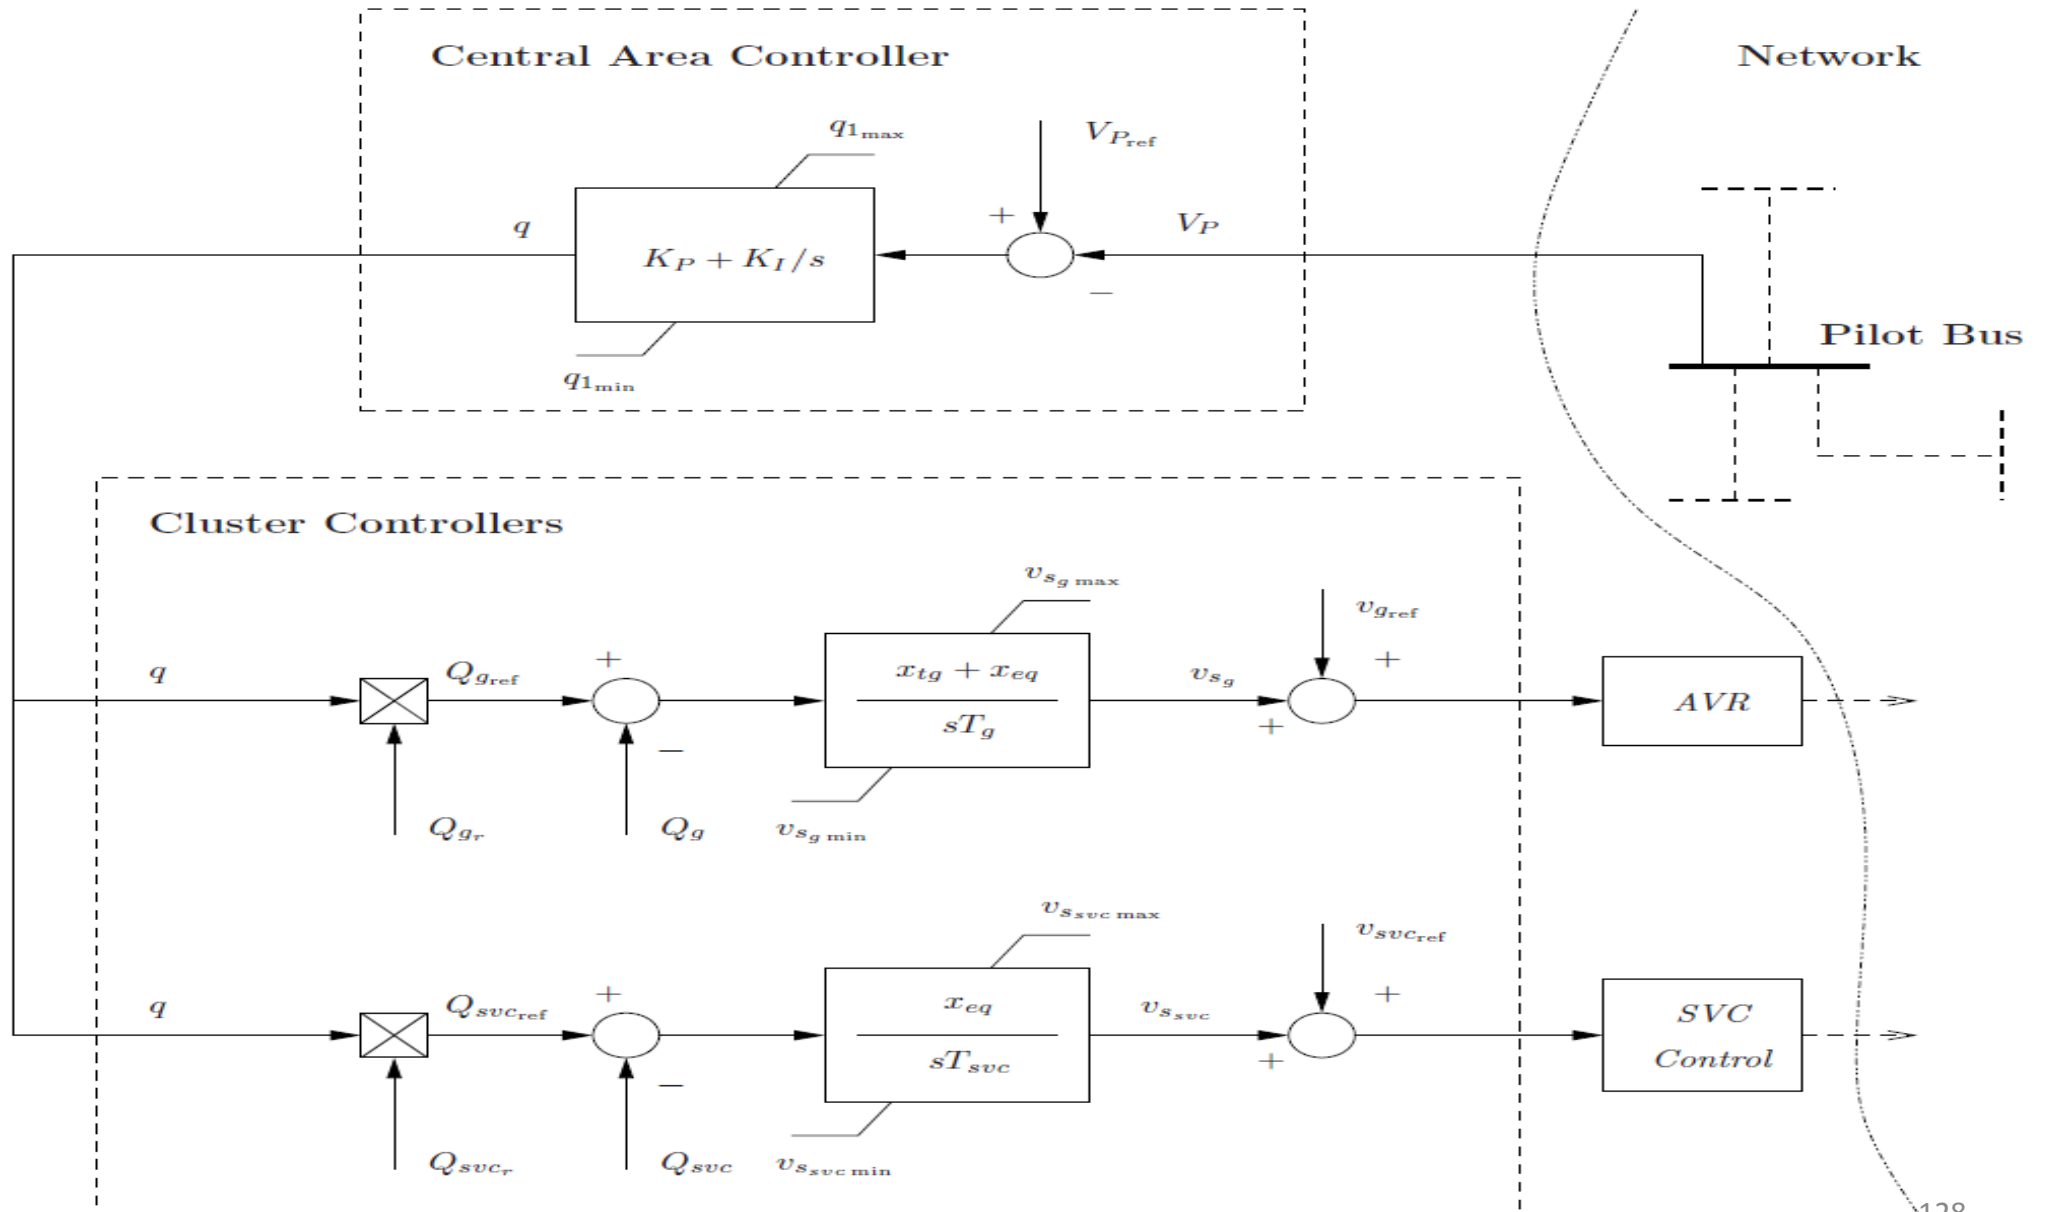 Central Area Controller
Network
q1max
VPref
q
VP
KP + KI/s
Pilot Bus
q1min
Cluster Controllers
vsg max
vgref
q
Qgref
+
xtg + xeq
sTg
vsg
+
+
AVR
−
Qgr
Qg
vsg min
vssvc max
vsvcref
q
Qsvcref
+
xeq
sTsvc
vssvc
+
+
SVC
Control
−
Qsvcr
Qsvc
vssvc min
+
−
128